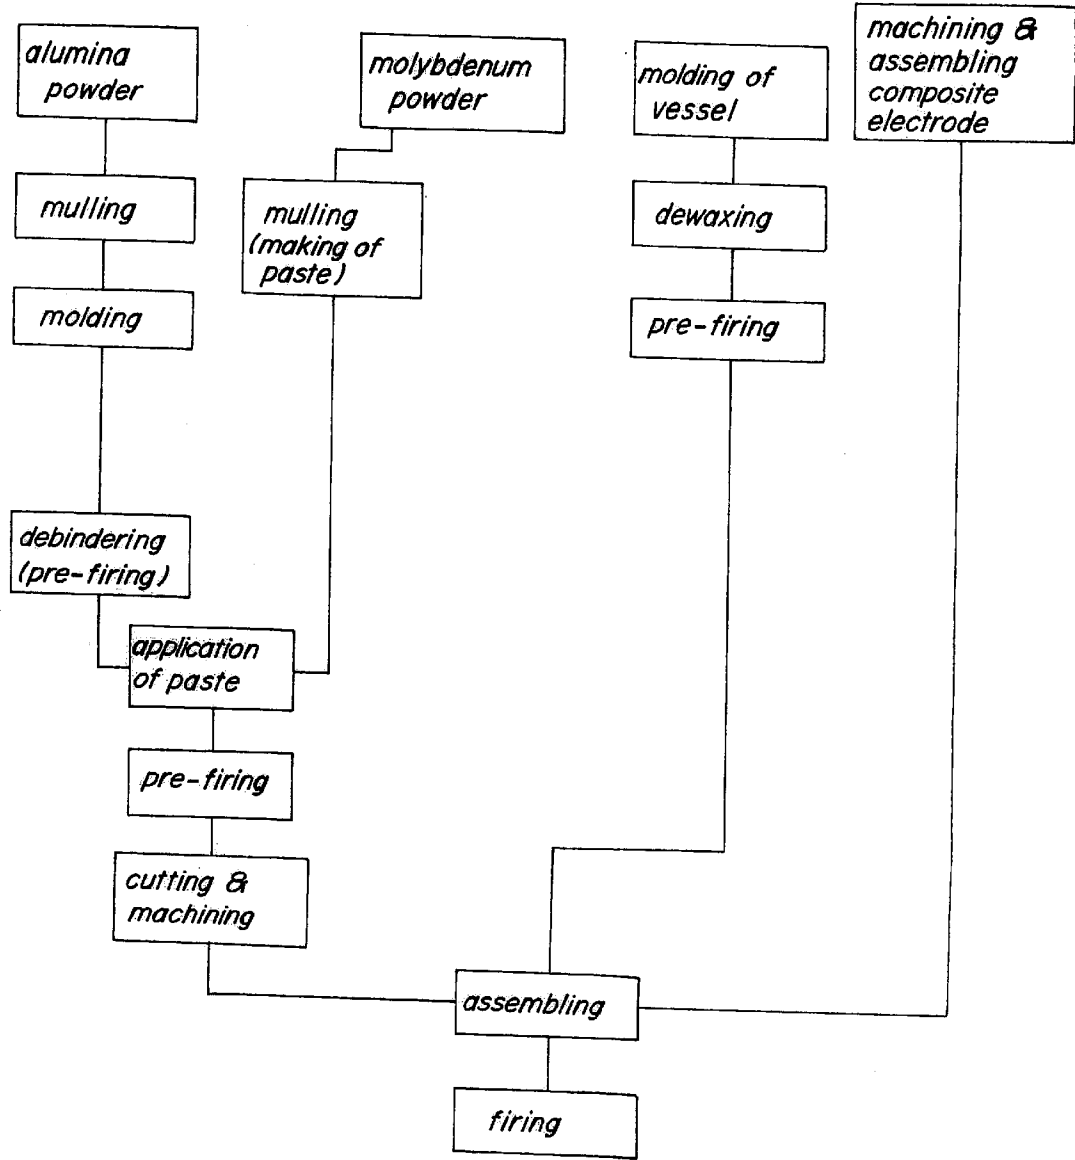 alumina
powder
molybdenum
powder
molding of
vessel
machining &
assembling
composite
electrode
mulling
mulling
(making of
paste)
dewaxing
molding
pre-firing
debindering
(pre-firing)
application
of paste
pre-firing
cutting &
machining
assembling
firing